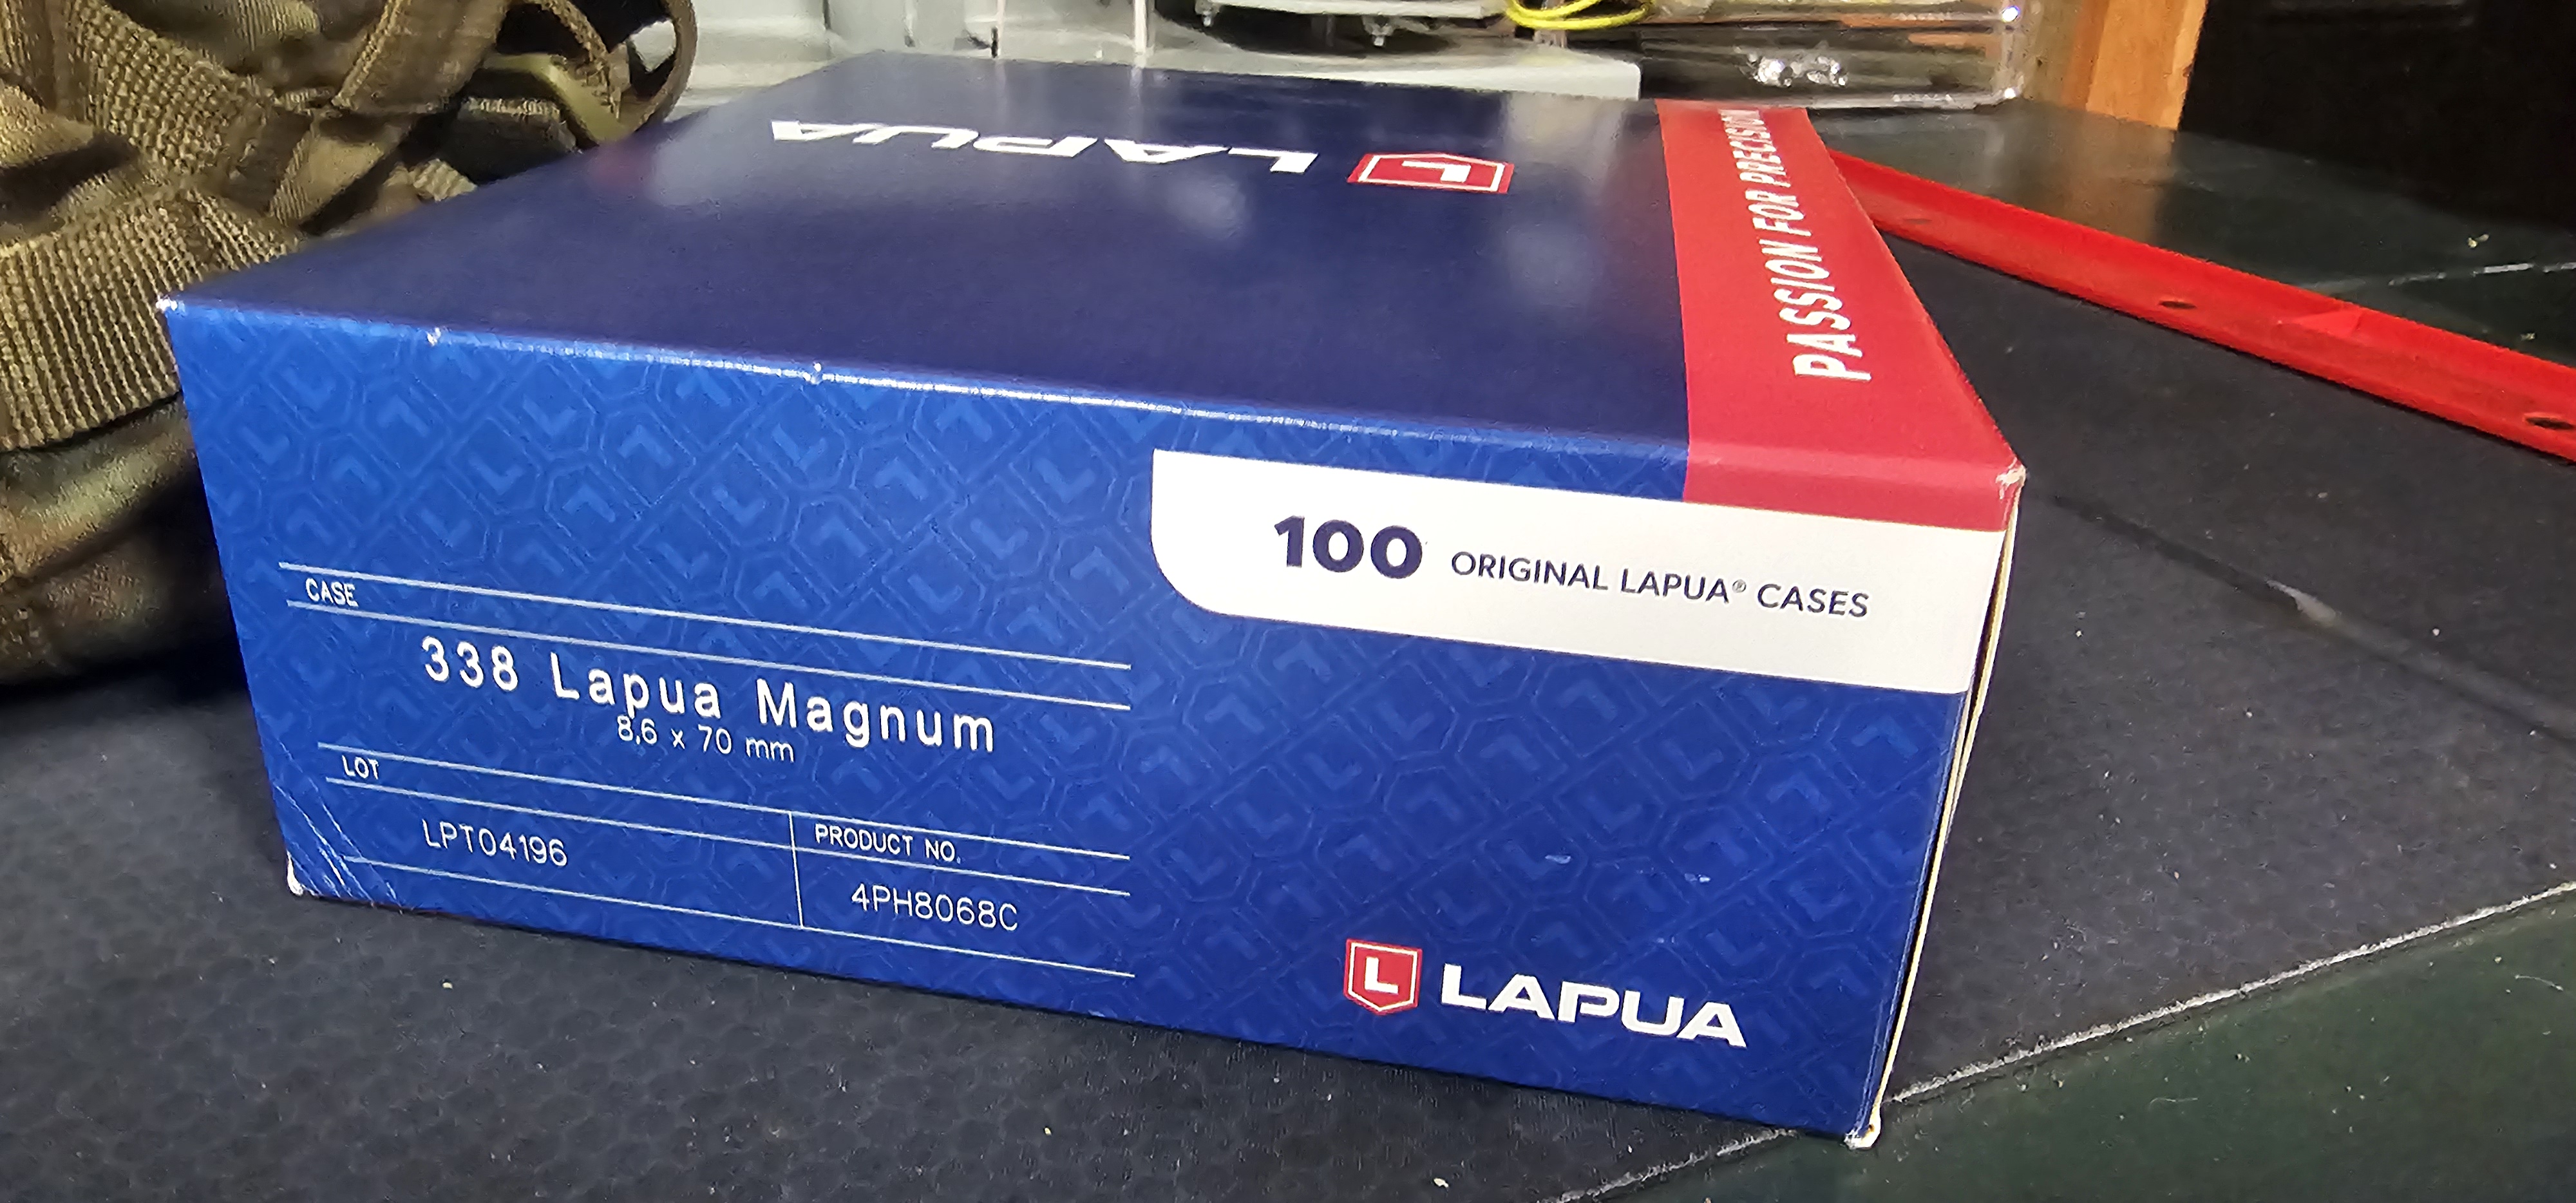 LAPUA
L
PASSION FOR PRECISION
100 ORIGINAL LAPUA® CASES
CASE
338 Lapua Magnum
8,6 x 70 mm
LOT
LPT04196
PRODUCT NO.
4PH8068C
L LAPUA